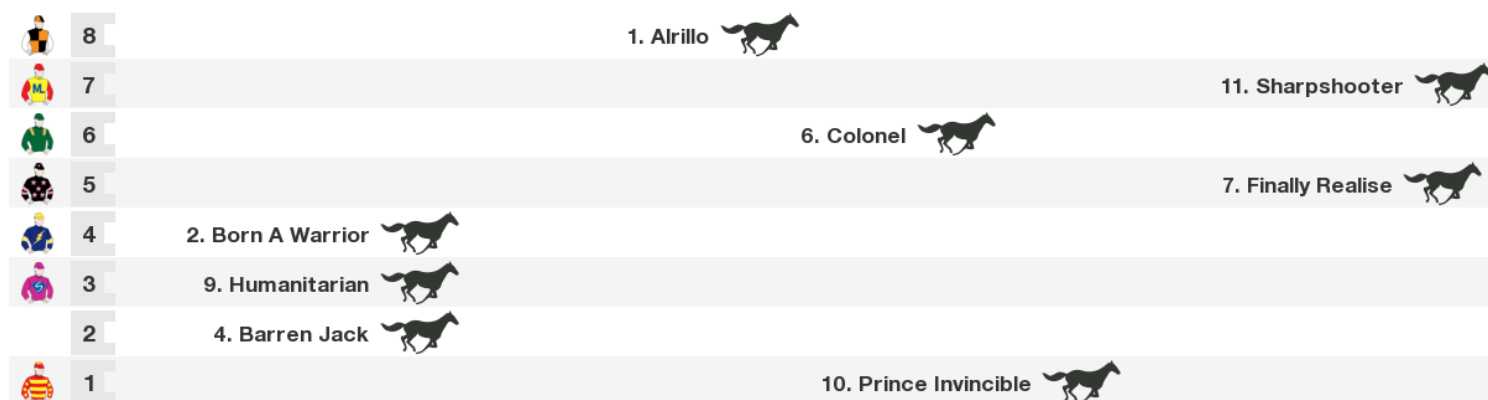 8 1. Alrillo
ML 7 11. Sharpshooter
6 6. Colonel
5 7. Finally Realise
4 2. Born A Warrior
3 9. Humanitarian
2 4. Barren Jack
1 10. Prince Invincible